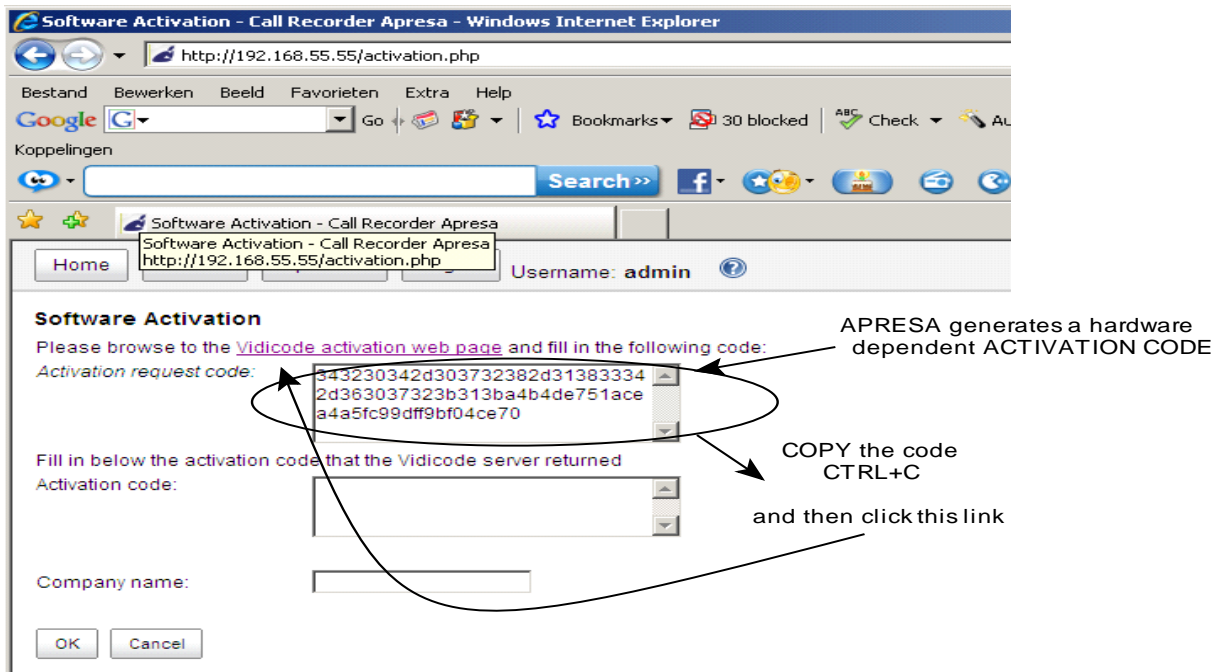 Software Activation - Call Recorder Apresa - Windows Internet Explorer
http://192.168.55.55/activation.php
Bestand Bewerken Beeld Favorieten Extra Help
Google G Go Bookmarks 30 blocked ABC Check Au
Koppelingen
Search
Software Activation - Call Recorder Apresa
Software Activation - Call Recorder Apresa
http://192.168.55.55/activation.php
Home
Username: admin
Software Activation
Please browse to the Vidicode activation web page and fill in the following code:
Activation request code:
343230342d303732382d31383334
2d363037323b313ba4b4de751ace
a4a5fc99dff9bf04ce70
Fill in below the activation code that the Vidicode server returned
Activation code:
Company name:
OK Cancel
APRESA generates a hardware
dependent ACTIVATION CODE
COPY the code
CTRL+C
and then click this link